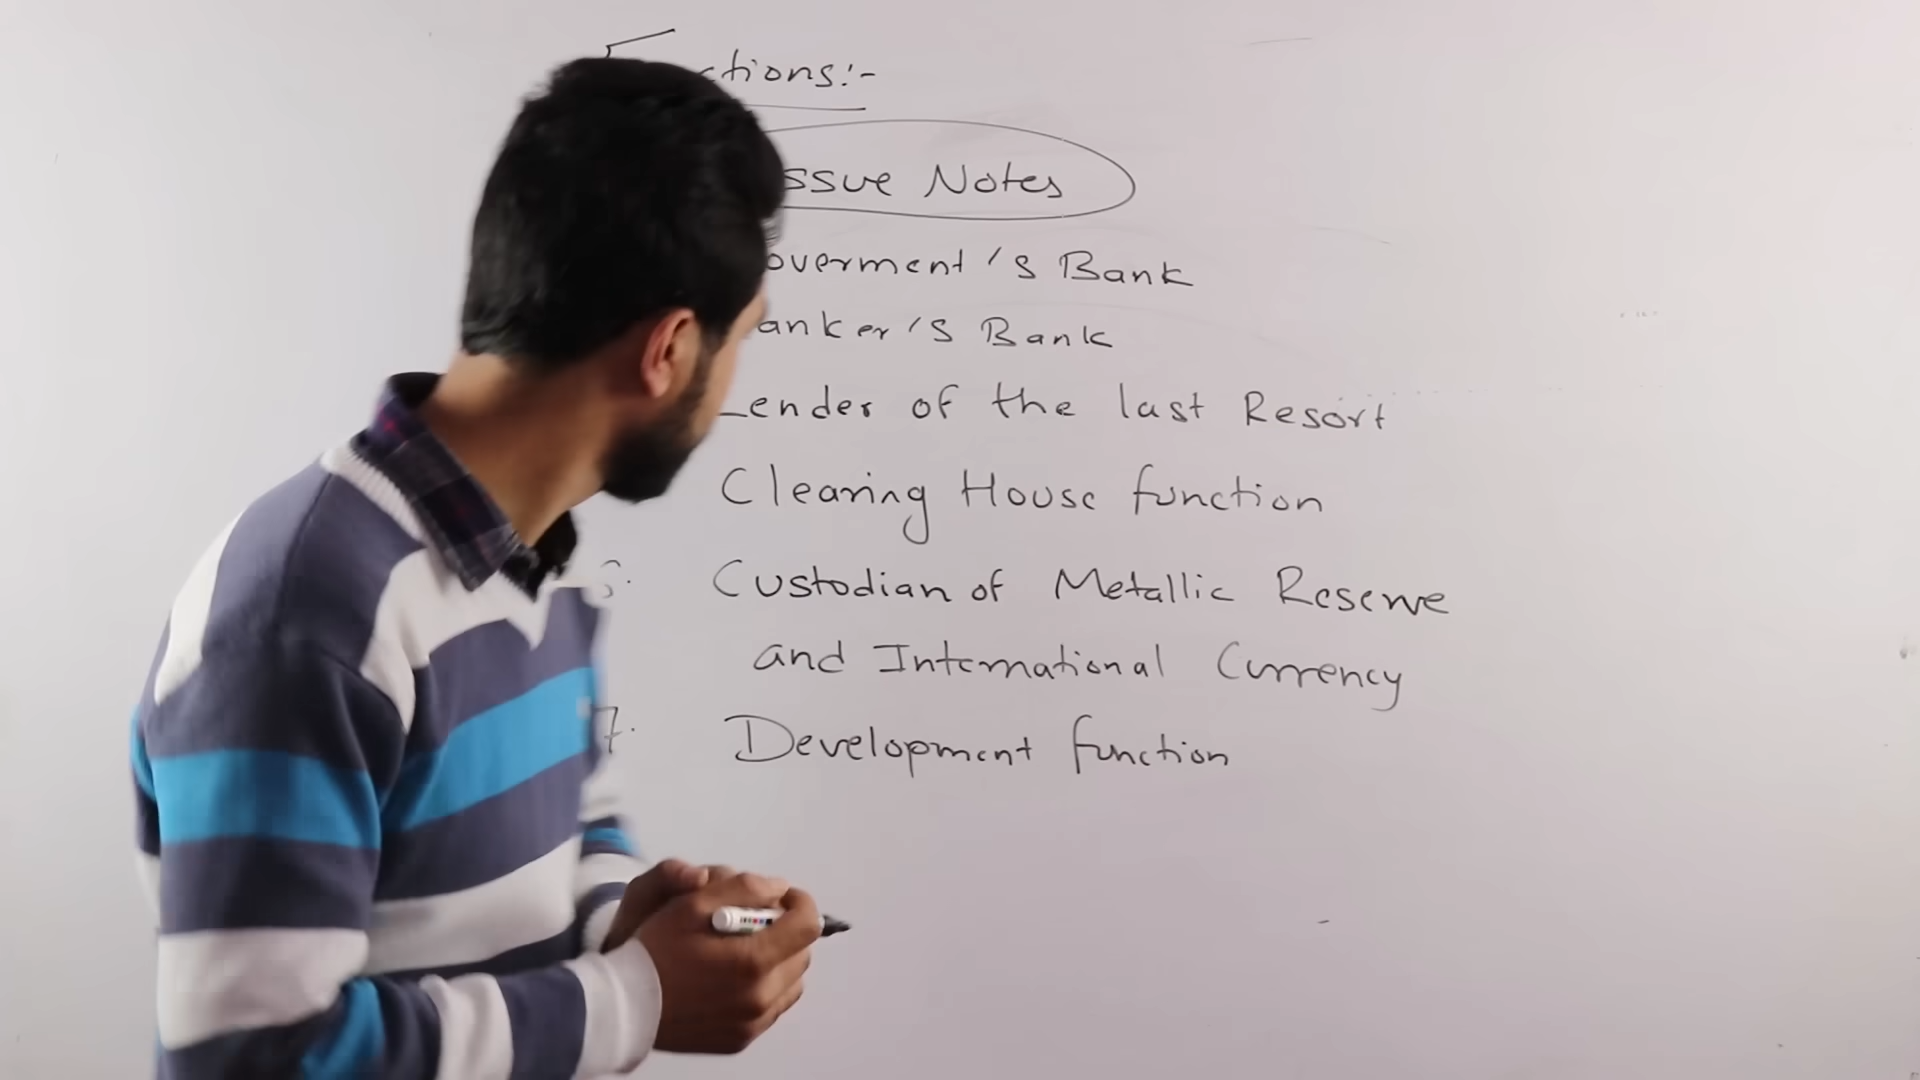 ctions:-
ssue Notes
overment's Bank
anker's Bank
Lender of the last Resort
Clearing House function
6. Custodian of Metallic Reserve
and International Currency
7. Development function